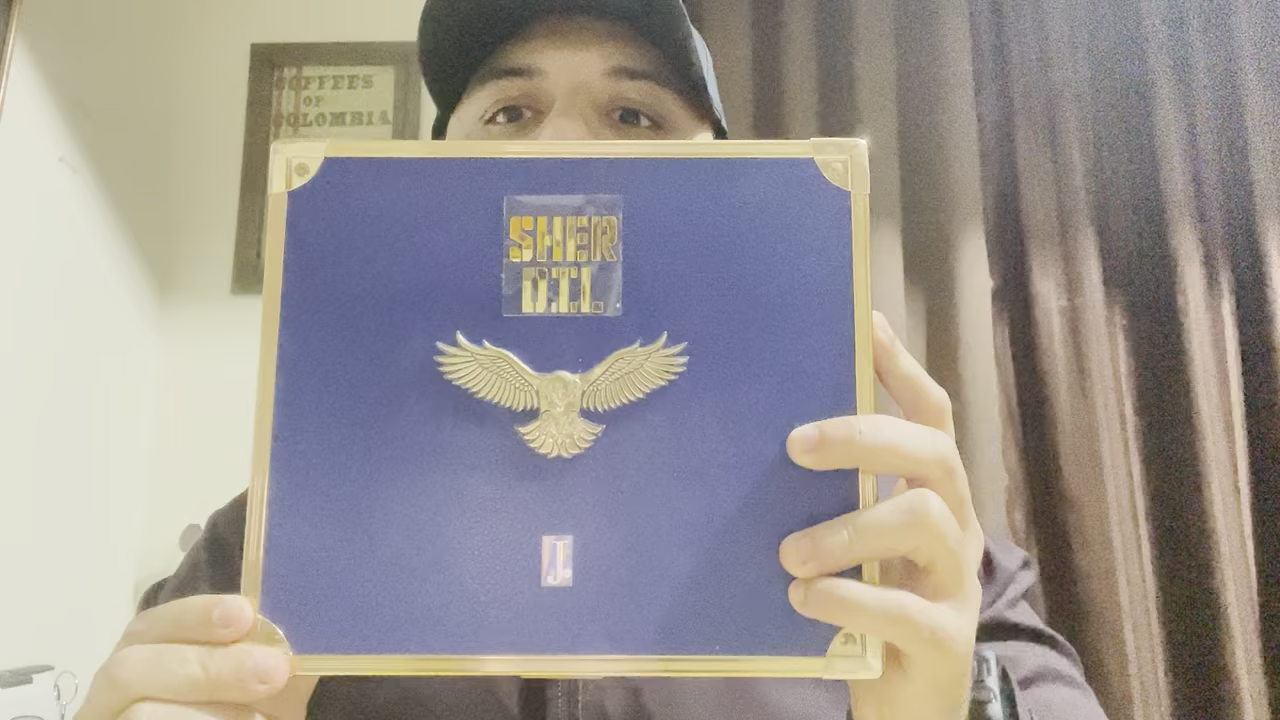 COFFEES
OF
COLOMBIA
SHER
D.T.I.
J